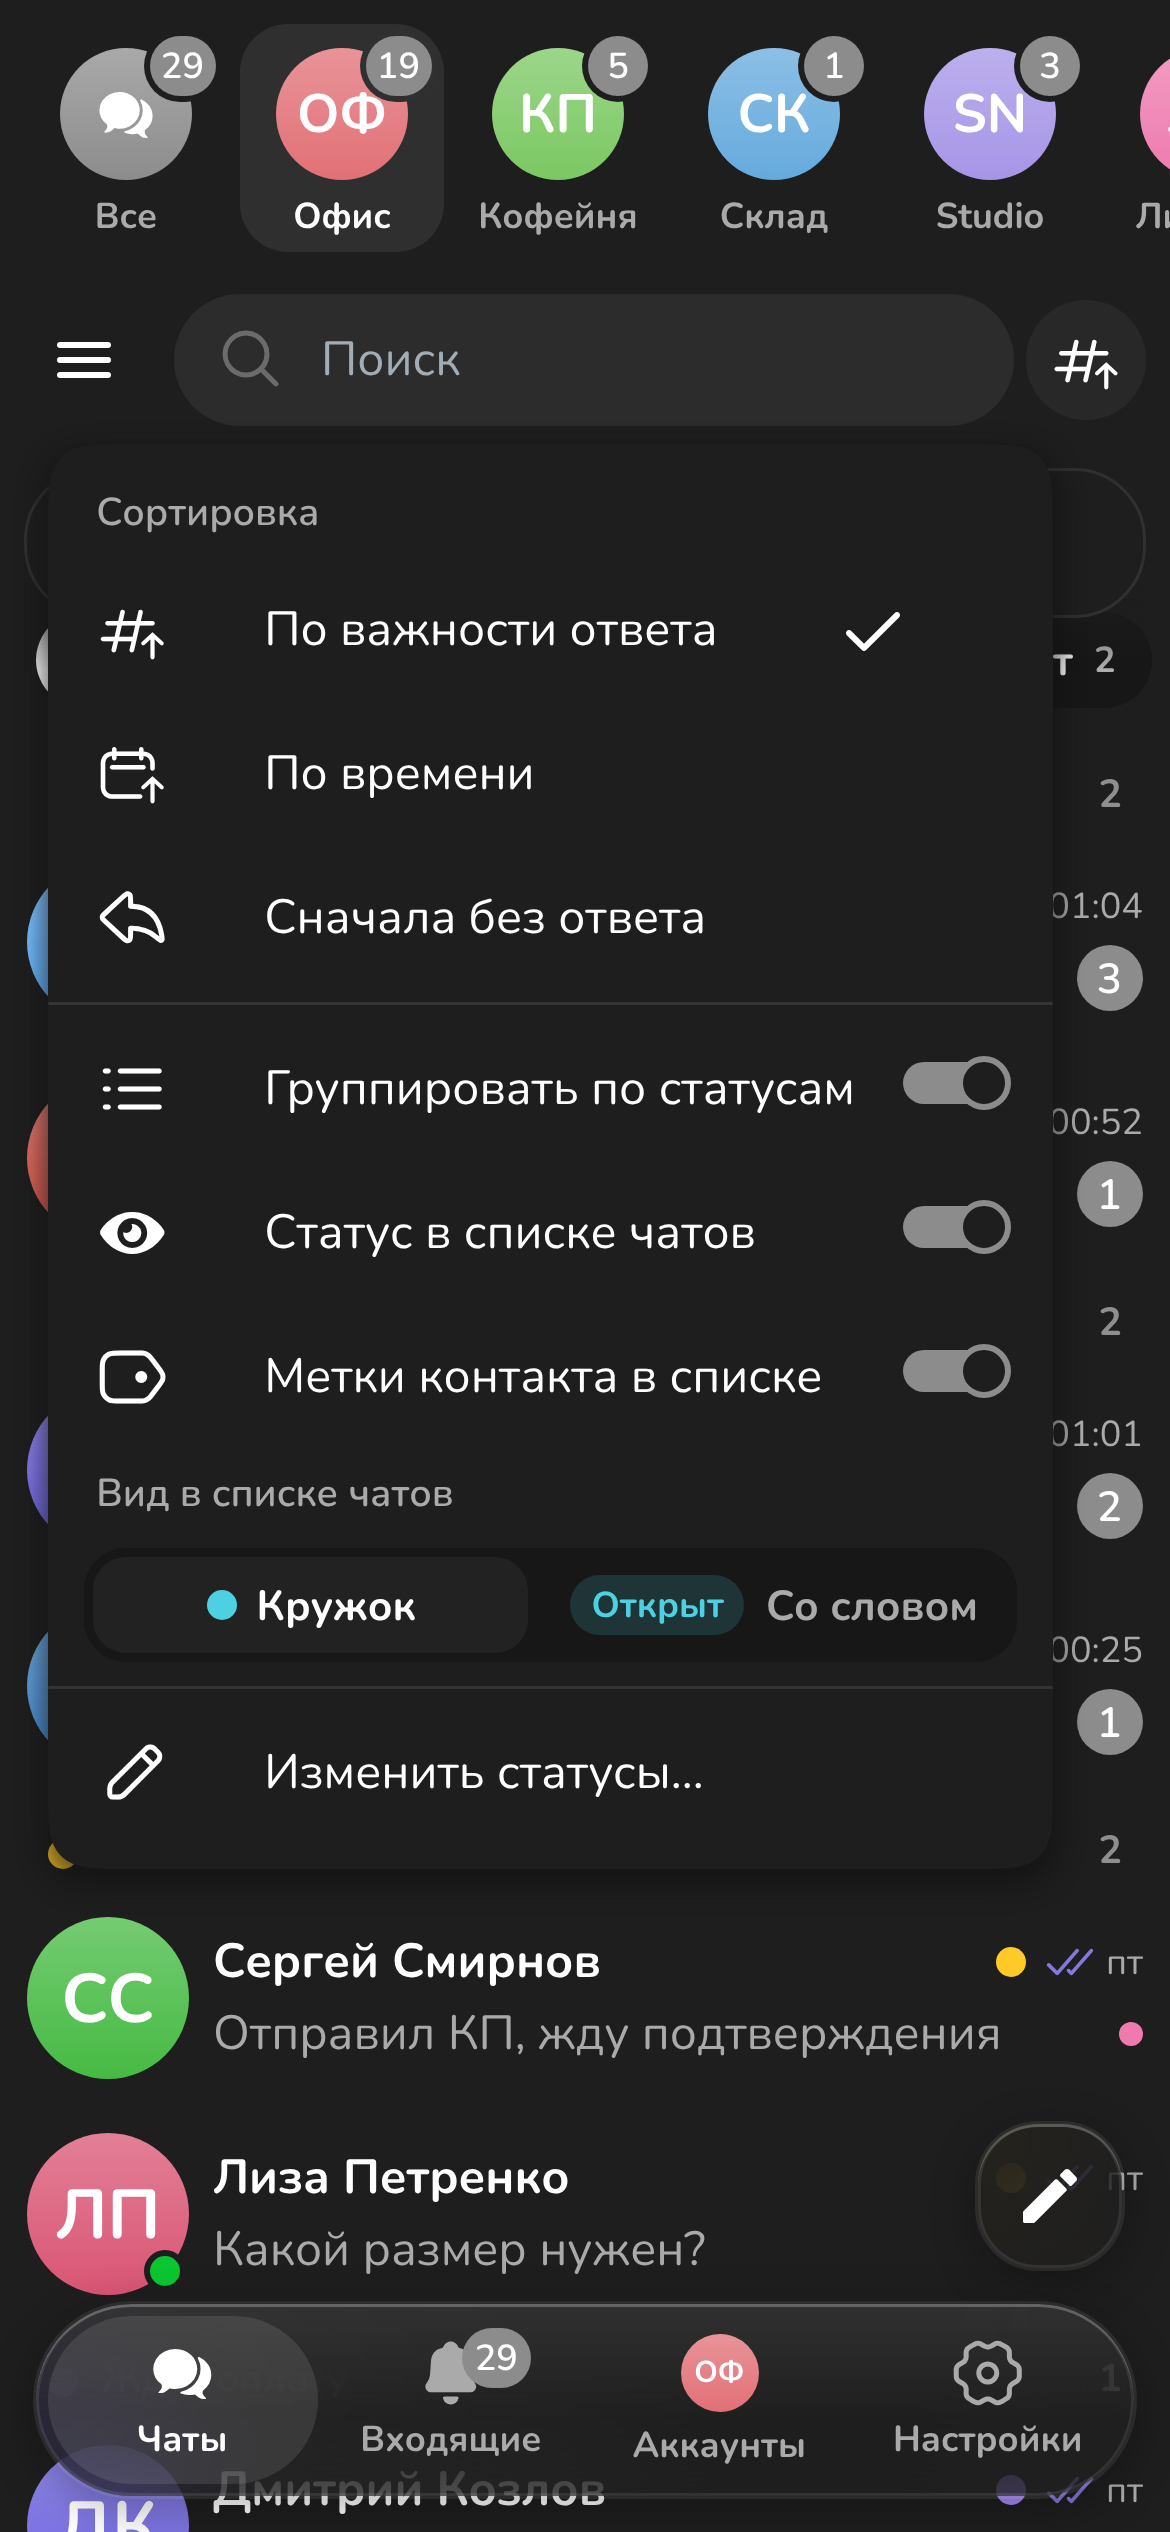 29
19
5
1
3
ОФ
КП
СК
SN
Все
Офис
Кофейня
Склад
Studio
Поиск
Сортировка
По важности ответа
2
По времени
2
Сначала без ответа
01:04
3
Группировать по статусам
00:52
1
Статус в списке чатов
2
Метки контакта в списке
01:01
Вид в списке чатов
2
Кружок
Открыт
Со словом
00:25
1
Изменить статусы...
2
СС
Сергей Смирнов
пт
Отправил КП, жду подтверждения
ЛП
Лиза Петренко
пт
Какой размер нужен?
29
ОФ
1
Чаты
Входящие
Аккаунты
Настройки
ДК
Дмитрий Козлов
пт